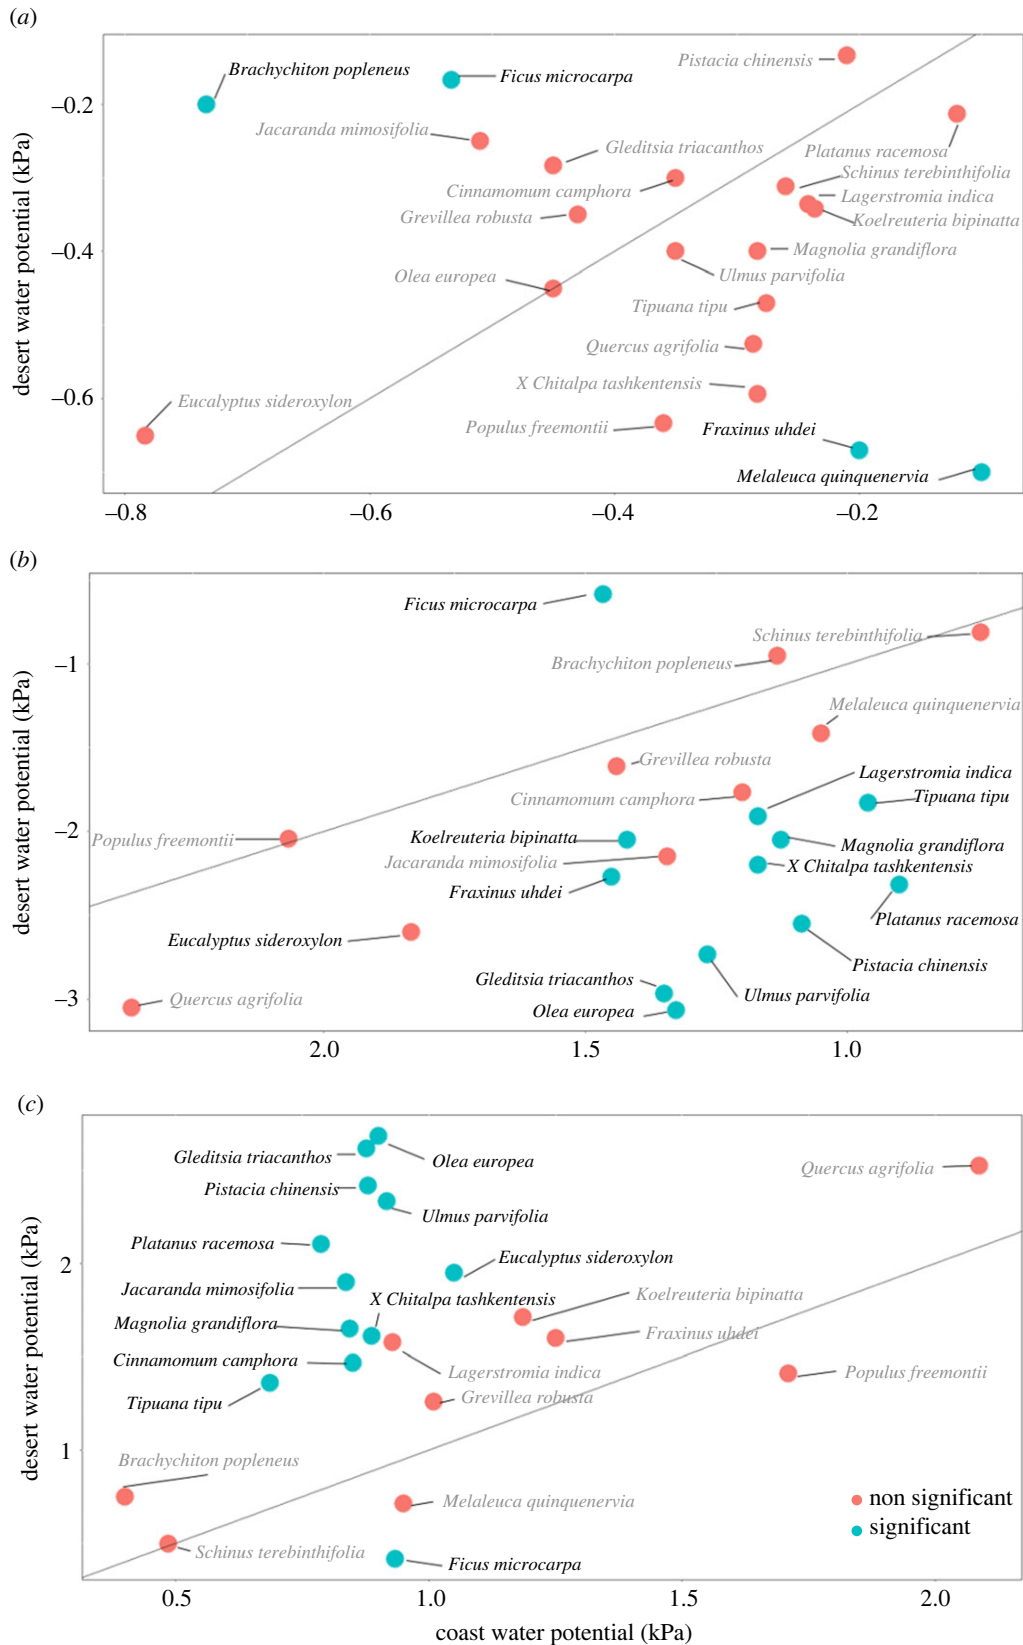 (a)
Brachychiton popleneus
Ficus microcarpa
Pistacia chinensis
Jacaranda mimosifolia
Gleditsia triacanthos
Platanus racemosa
Schinus terebinthifolia
Cinnamomum camphora
Lagerstromia indica
Grevillea robusta
Koelreuteria bipinatta
Magnolia grandiflora
Olea europea
Ulmus parvifolia
Tipuana tipu
Quercus agrifolia
X Chitalpa tashkentensis
Eucalyptus sideroxylon
Populus freemontii
Fraxinus uhdei
Melaleuca quinquenervia
desert water potential (kPa)
–0.2
–0.4
–0.6
–0.8 –0.6 –0.4 –0.2
(b)
Ficus microcarpa
Schinus terebinthifolia
Brachychiton popleneus
Melaleuca quinquenervia
Grevillea robusta
Lagerstromia indica
Cinnamomum camphora
Tipuana tipu
Populus freemontii
Koelreuteria bipinatta
Magnolia grandiflora
Jacaranda mimosifolia
X Chitalpa tashkentensis
Fraxinus uhdei
Platanus racemosa
Eucalyptus sideroxylon
Pistacia chinensis
Gleditsia triacanthos
Ulmus parvifolia
Quercus agrifolia
Olea europea
desert water potential (kPa)
–1
–2
–3
2.0 1.5 1.0
(c)
Gleditsia triacanthos
Olea europea
Quercus agrifolia
Pistacia chinensis
Ulmus parvifolia
Platanus racemosa
Eucalyptus sideroxylon
Jacaranda mimosifolia
X Chitalpa tashkentensis
Koelreuteria bipinatta
Magnolia grandiflora
Fraxinus uhdei
Cinnamomum camphora
Lagerstromia indica
Populus freemontii
Tipuana tipu
Grevillea robusta
Brachychiton popleneus
Melaleuca quinquenervia
Schinus terebinthifolia
Ficus microcarpa
non significant
significant
desert water potential (kPa)
2
1
0.5 1.0 1.5 2.0
coast water potential (kPa)